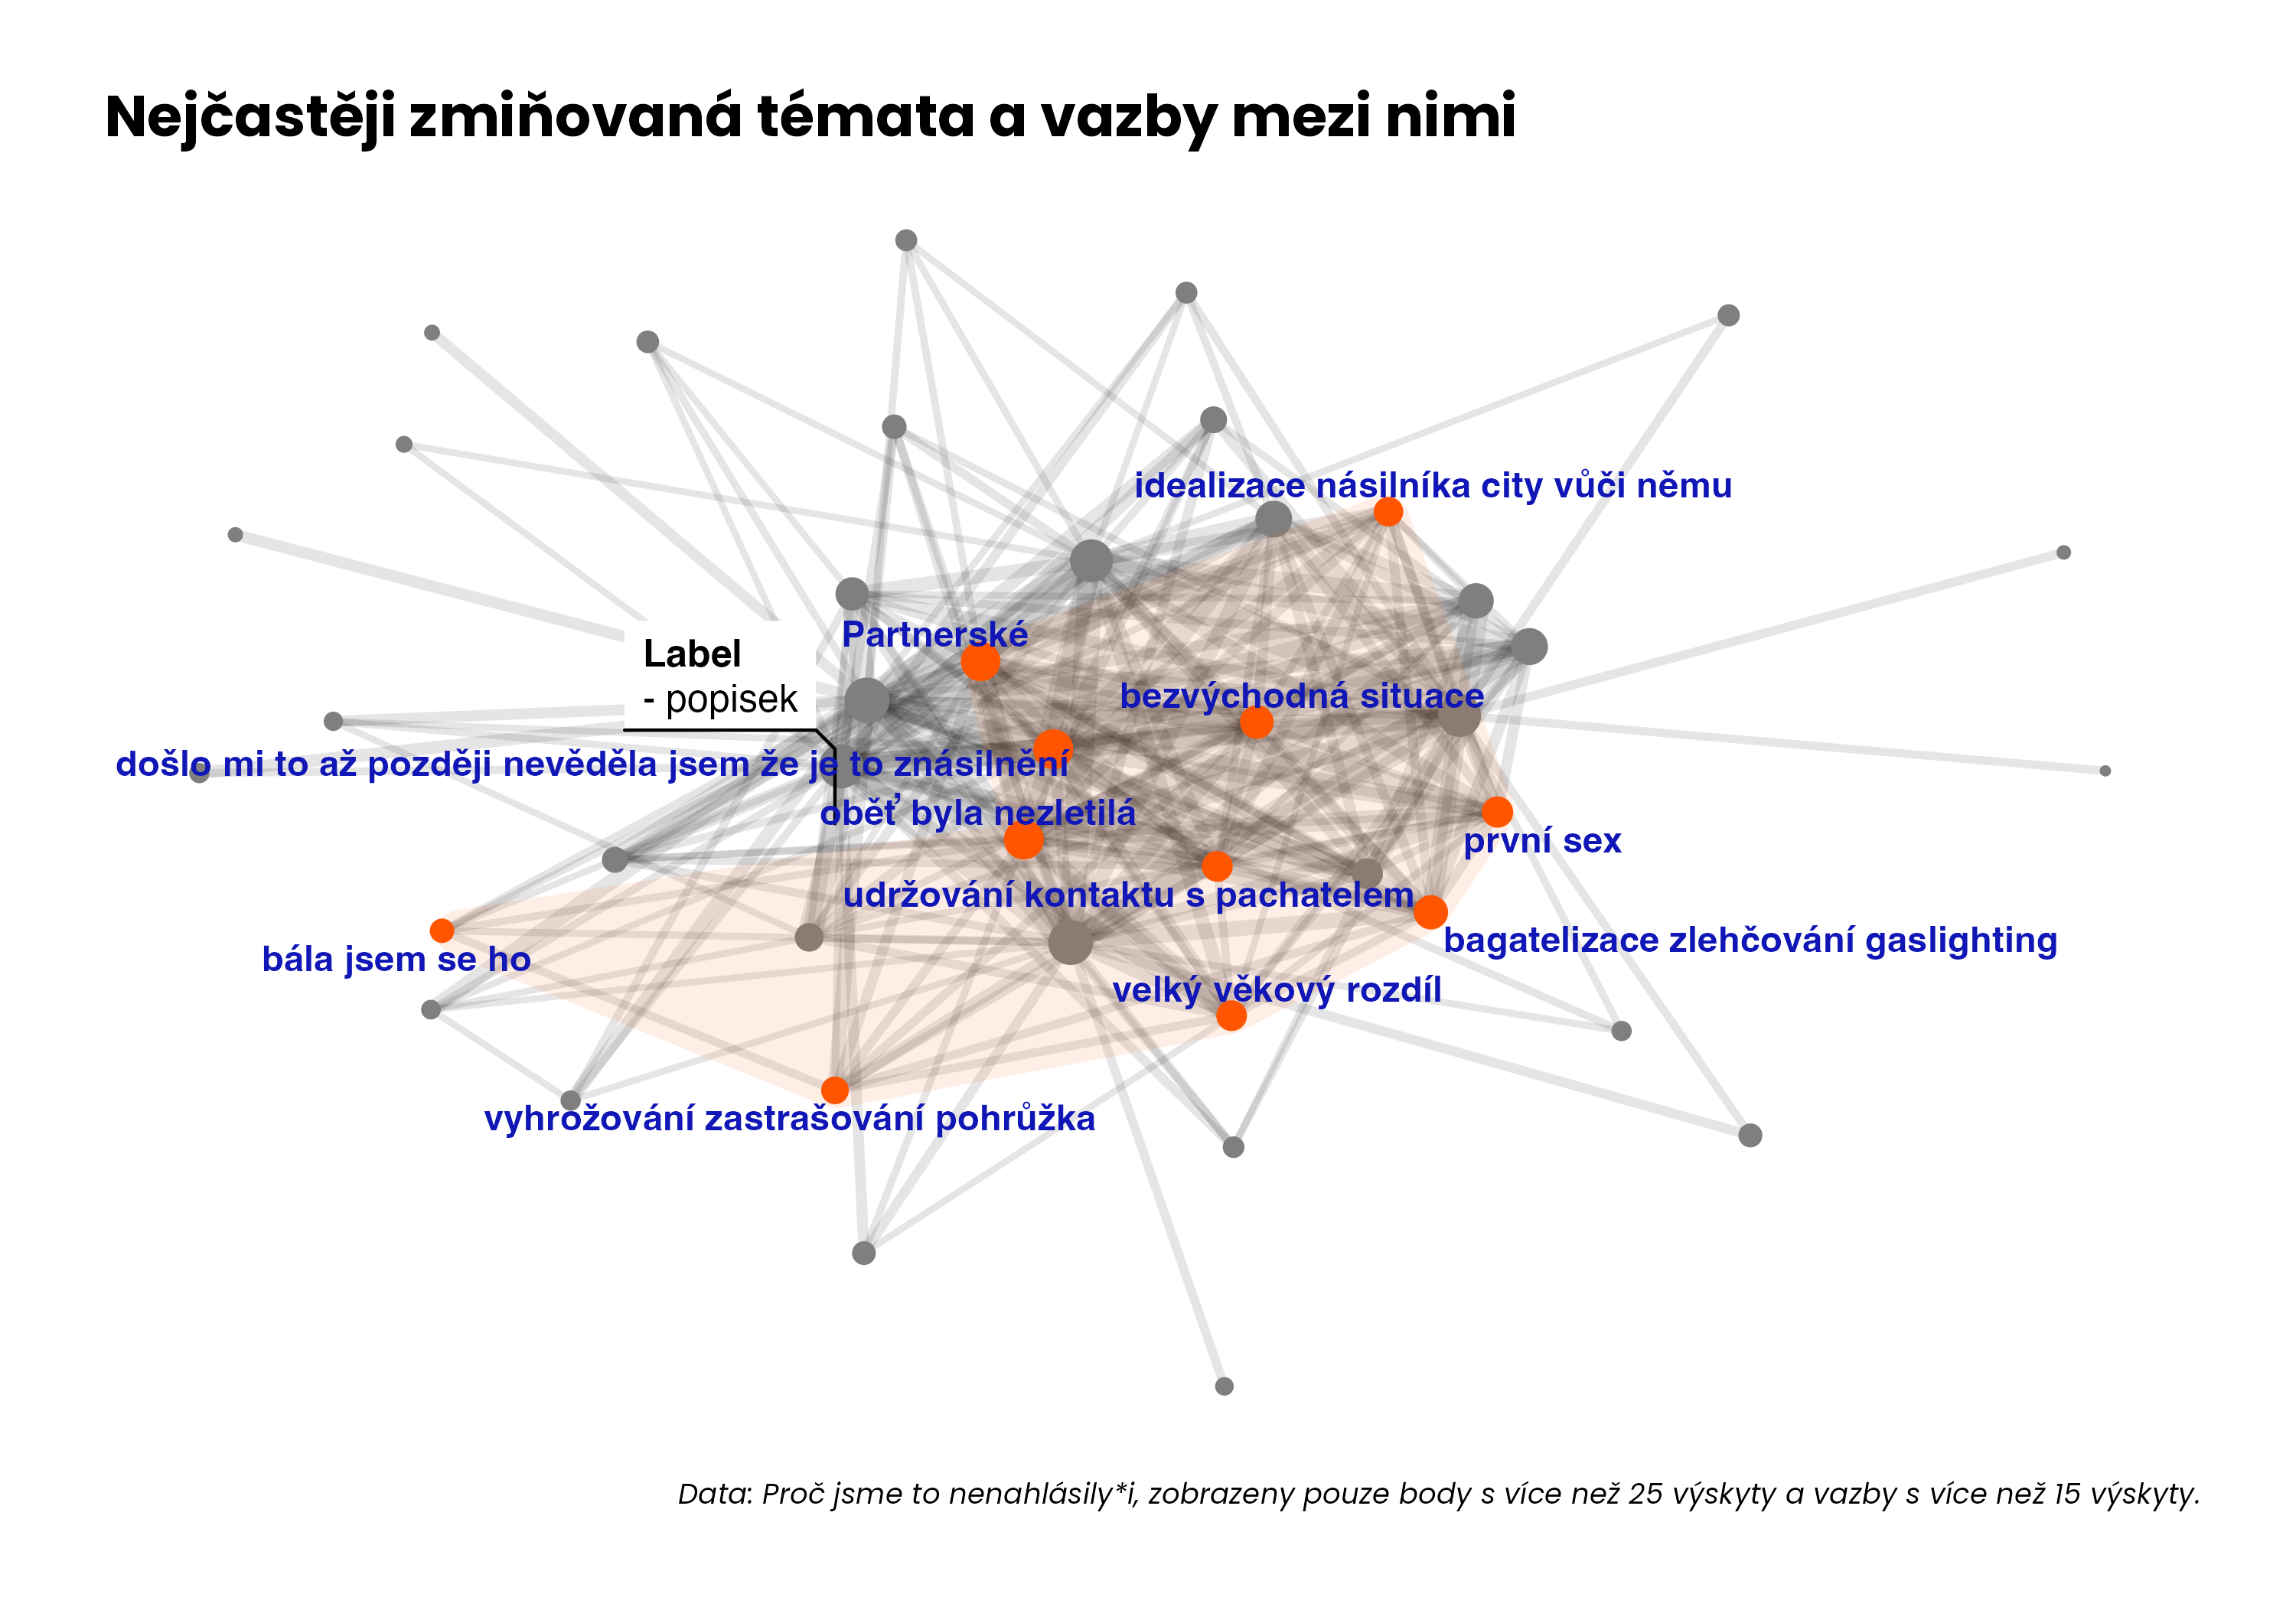 Nejčastěji zmiňovaná témata a vazby mezi nimi
idealizace násilníka city vůči němu
Partnerské
Label
- popisek
bezvýchodná situace
došlo mi to až později nevěděla jsem že je to znásilnění
oběť byla nezletilá
první sex
udržování kontaktu s pachatelem
bagatelizace zlehčování gaslighting
bála jsem se ho
velký věkový rozdíl
vyhrožování zastrašování pohrůžka
Data: Proč jsme to nenahlásily*i, zobrazeny pouze body s více než 25 výskyty a vazby s více než 15 výskyty.